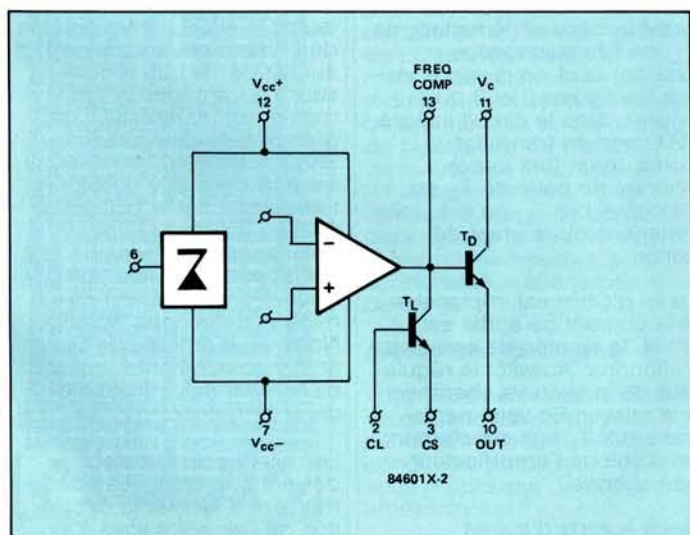 FREQ
COMP
13
Vc
11
Vcc+
12
6
−
+
TD
TL
7
Vcc−
2
CL
3
CS
10
OUT
84601X-2